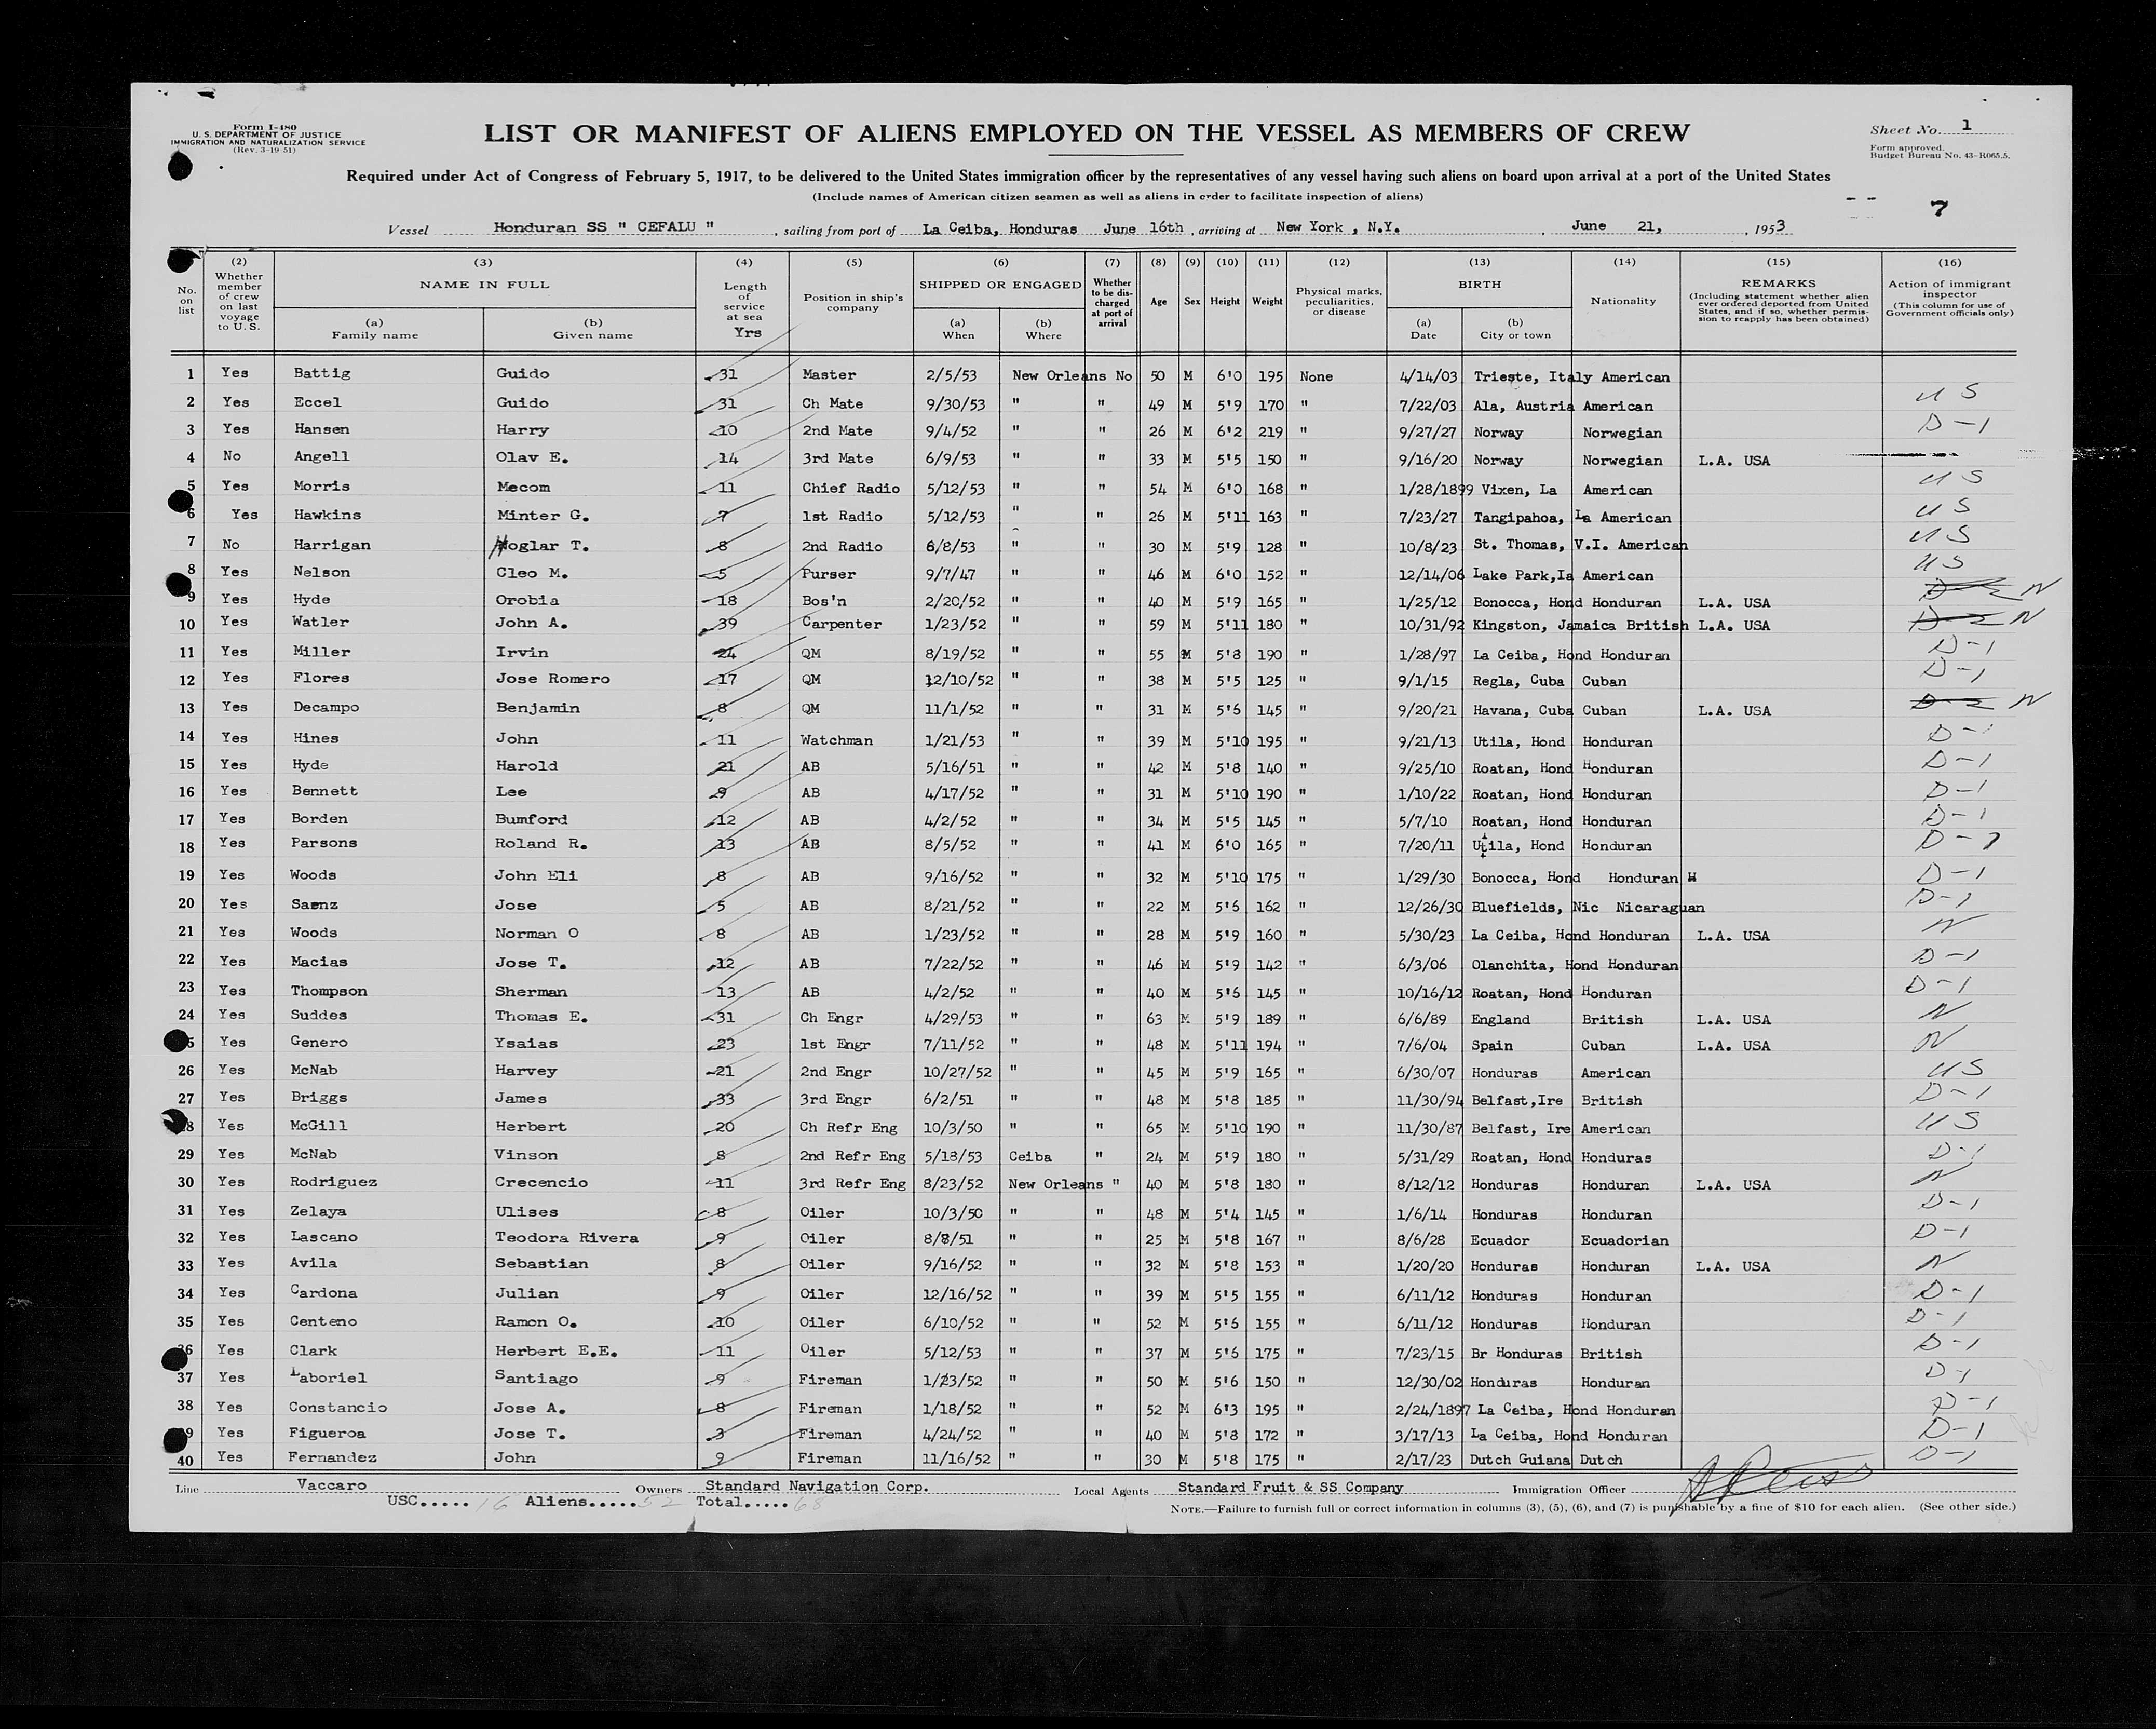 Form I-480
U. S. DEPARTMENT OF JUSTICE
IMMIGRATION AND NATURALIZATION SERVICE
(Rev. 3-19-51)
LIST OR MANIFEST OF ALIENS EMPLOYED ON THE VESSEL AS MEMBERS OF CREW
Sheet No. 1
Form approved.
Budget Bureau No. 43-R065.5.
Required under Act of Congress of February 5, 1917, to be delivered to the United States immigration officer by the representatives of any vessel having such aliens on board upon arrival at a port of the United States
(Include names of American citizen seamen as well as aliens in order to facilitate inspection of aliens)
7
Vessel Honduran SS " CEFALU " , sailing from port of La Ceiba, Honduras June 16th , arriving at New York , N.Y. , June 21, , 1953
No. on list (2) Whether member of crew on last voyage to U. S. (3) NAME IN FULL (a) Family name (b) Given name (4) Length of service at sea Yrs (5) Position in ship's company (6) SHIPPED OR ENGAGED (a) When (b) Where (7) Whether to be discharged at port of arrival (8) Age (9) Sex (10) Height (11) Weight (12) Physical marks, peculiarities, or disease (13) BIRTH (a) Date (b) City or town (14) Nationality (15) REMARKS (Including statement whether alien ever ordered deported from United States, and if so, whether permission to reapply has been obtained) (16) Action of immigrant inspector (This column for use of Government officials only)
1 Yes Battig Guido 31 Master 2/5/53 New Orleans No 50 M 6'0 195 None 4/14/03 Trieste, Italy American
2 Yes Eccel Guido 31 Ch Mate 9/30/53 " " 49 M 5'9 170 " 7/22/03 Ala, Austria American U S
3 Yes Hansen Harry 10 2nd Mate 9/4/52 " " 26 M 6'2 219 " 9/27/27 Norway Norwegian D-1
4 No Angell Olav E. 14 3rd Mate 6/9/53 " " 33 M 5'5 150 " 9/16/20 Norway Norwegian L.A. USA
5 Yes Morris Mecom 11 Chief Radio 5/12/53 " " 54 M 6'0 168 " 1/28/1899 Vixen, La American U S
6 Yes Hawkins Minter G. 7 1st Radio 5/12/53 " " 26 M 5'11 163 " 7/23/27 Tangipahoa, La American U S
7 No Harrigan Hoglar T. 8 2nd Radio 6/8/53 " " 30 M 5'9 128 " 10/8/23 St. Thomas, V.I. American U S
8 Yes Nelson Cleo M. 5 Purser 9/7/47 " " 46 M 6'0 152 " 12/14/06 Lake Park,Ia American U S
9 Yes Hyde Orobia 18 Bos'n 2/20/52 " " 40 M 5'9 165 " 1/25/12 Bonocca, Hond Honduran L.A. USA N
10 Yes Watler John A. 39 Carpenter 1/23/52 " " 59 M 5'11 180 " 10/31/92 Kingston, Jamaica British L.A. USA N
11 Yes Miller Irvin 24 QM 8/19/52 " " 55 M 5'8 190 " 1/28/97 La Ceiba, Hond Honduran D-1
12 Yes Flores Jose Romero 17 QM 12/10/52 " " 38 M 5'5 125 " 9/1/15 Regla, Cuba Cuban D-1
13 Yes Decampo Benjamin 8 QM 11/1/52 " " 31 M 5'6 145 " 9/20/21 Havana, Cuba Cuban L.A. USA N
14 Yes Hines John 11 Watchman 1/21/53 " " 39 M 5'10 195 " 9/21/13 Utila, Hond Honduran D-1
15 Yes Hyde Harold 21 AB 5/16/51 " " 42 M 5'8 140 " 9/25/10 Roatan, Hond Honduran D-1
16 Yes Bennett Lee 9 AB 4/17/52 " " 31 M 5'10 190 " 1/10/22 Roatan, Hond Honduran D-1
17 Yes Borden Bumford 12 AB 4/2/52 " " 34 M 5'5 145 " 5/7/10 Roatan, Hond Honduran D-1
18 Yes Parsons Roland R. 13 AB 8/5/52 " " 41 M 6'0 165 " 7/20/11 Utila, Hond Honduran D-1
19 Yes Woods John Eli 8 AB 9/16/52 " " 32 M 5'10 175 " 1/29/30 Bonocca, Hond Honduran D-1
20 Yes Saenz Jose 5 AB 8/21/52 " " 22 M 5'6 162 " 12/26/30 Bluefields, Nic Nicaraguan D-1
21 Yes Woods Norman O 8 AB 1/23/52 " " 28 M 5'9 160 " 5/30/23 La Ceiba, Hond Honduran L.A. USA N
22 Yes Macias Jose T. 12 AB 7/22/52 " " 46 M 5'9 142 " 6/3/06 Olanchita, Hond Honduran D-1
23 Yes Thompson Sherman 13 AB 4/2/52 " " 40 M 5'6 145 " 10/16/12 Roatan, Hond Honduran D-1
24 Yes Suddes Thomas E. 31 Ch Engr 4/29/53 " " 63 M 5'9 189 " 6/6/89 England British L.A. USA N
25 Yes Genero Ysaias 23 1st Engr 7/11/52 " " 48 M 5'11 194 " 7/6/04 Spain Cuban L.A. USA N
26 Yes McNab Harvey 21 2nd Engr 10/27/52 " " 45 M 5'9 165 " 6/30/07 Honduras American U S
27 Yes Briggs James 33 3rd Engr 6/2/51 " " 48 M 5'8 185 " 11/30/94 Belfast,Ire British D-1
28 Yes McGill Herbert 20 Ch Refr Eng 10/3/50 " " 65 M 5'10 190 " 11/30/87 Belfast, Ire American U S
29 Yes McNab Vinson 8 2nd Refr Eng 5/18/53 Ceiba " 24 M 5'9 180 " 5/31/29 Roatan, Hond Honduras D-1
30 Yes Rodriguez Crecencio 11 3rd Refr Eng 8/23/52 New Orleans " 40 M 5'8 180 " 8/12/12 Honduras Honduran L.A. USA N
31 Yes Zelaya Ulises 8 Oiler 10/3/50 " " 48 M 5'4 145 " 1/6/14 Honduras Honduran D-1
32 Yes Lascano Teodora Rivera 9 Oiler 8/8/51 " " 25 M 5'8 167 " 8/6/28 Ecuador Ecuadorian D-1
33 Yes Avila Sebastian 8 Oiler 9/16/52 " " 32 M 5'8 153 " 1/20/20 Honduras Honduran L.A. USA N
34 Yes Cardona Julian 9 Oiler 12/16/52 " " 39 M 5'5 155 " 6/11/12 Honduras Honduran D-1
35 Yes Centeno Ramon O. 10 Oiler 6/10/52 " " 52 M 5'6 155 " 6/11/12 Honduras Honduran D-1
36 Yes Clark Herbert E.E. 11 Oiler 5/12/53 " " 37 M 5'6 175 " 7/23/15 Br Honduras British D-1
37 Yes Laboriel Santiago 9 Fireman 1/23/52 " " 50 M 5'6 150 " 12/30/02 Honduras Honduran D-1
38 Yes Constancio Jose A. 8 Fireman 1/18/52 " " 52 M 6'3 195 " 2/24/1897 La Ceiba, Hond Honduran D-1
39 Yes Figueroa Jose T. 3 Fireman 4/24/52 " " 40 M 5'8 172 " 3/17/13 La Ceiba, Hond Honduran D-1
40 Yes Fernandez John 9 Fireman 11/16/52 " " 30 M 5'8 175 " 2/17/23 Dutch Guiana Dutch D-1
Line Vaccaro Owners Standard Navigation Corp. Local Agents Standard Fruit & SS Company Immigration Officer
USC..... 16 Aliens..... 52 Total..... 68
NOTE.—Failure to furnish full or correct information in columns (3), (5), (6), and (7) is punishable by a fine of $10 for each alien. (See other side.)